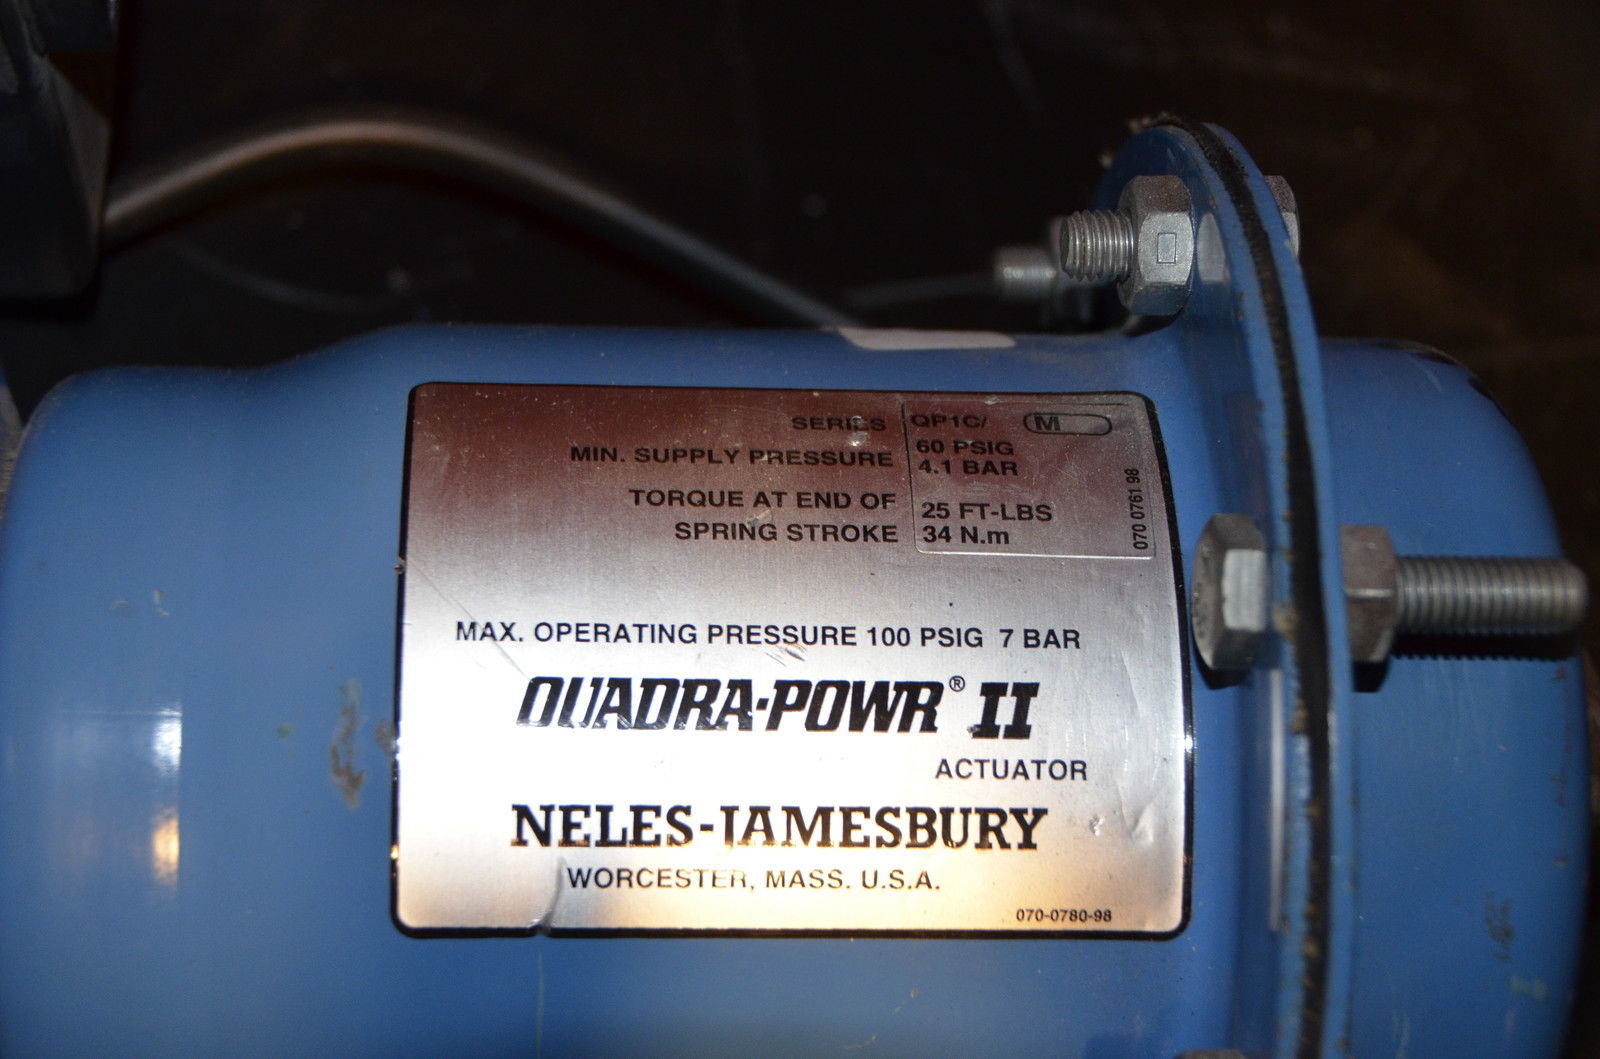 SERIES QP1C/ M
MIN. SUPPLY PRESSURE 60 PSIG
4.1 BAR
TORQUE AT END OF
SPRING STROKE
25 FT-LBS
34 N.m
070 0761 98
MAX. OPERATING PRESSURE 100 PSIG 7 BAR
QUADRA-POWR® II
ACTUATOR
NELES-JAMESBURY
WORCESTER, MASS. U.S.A.
070-0780-98